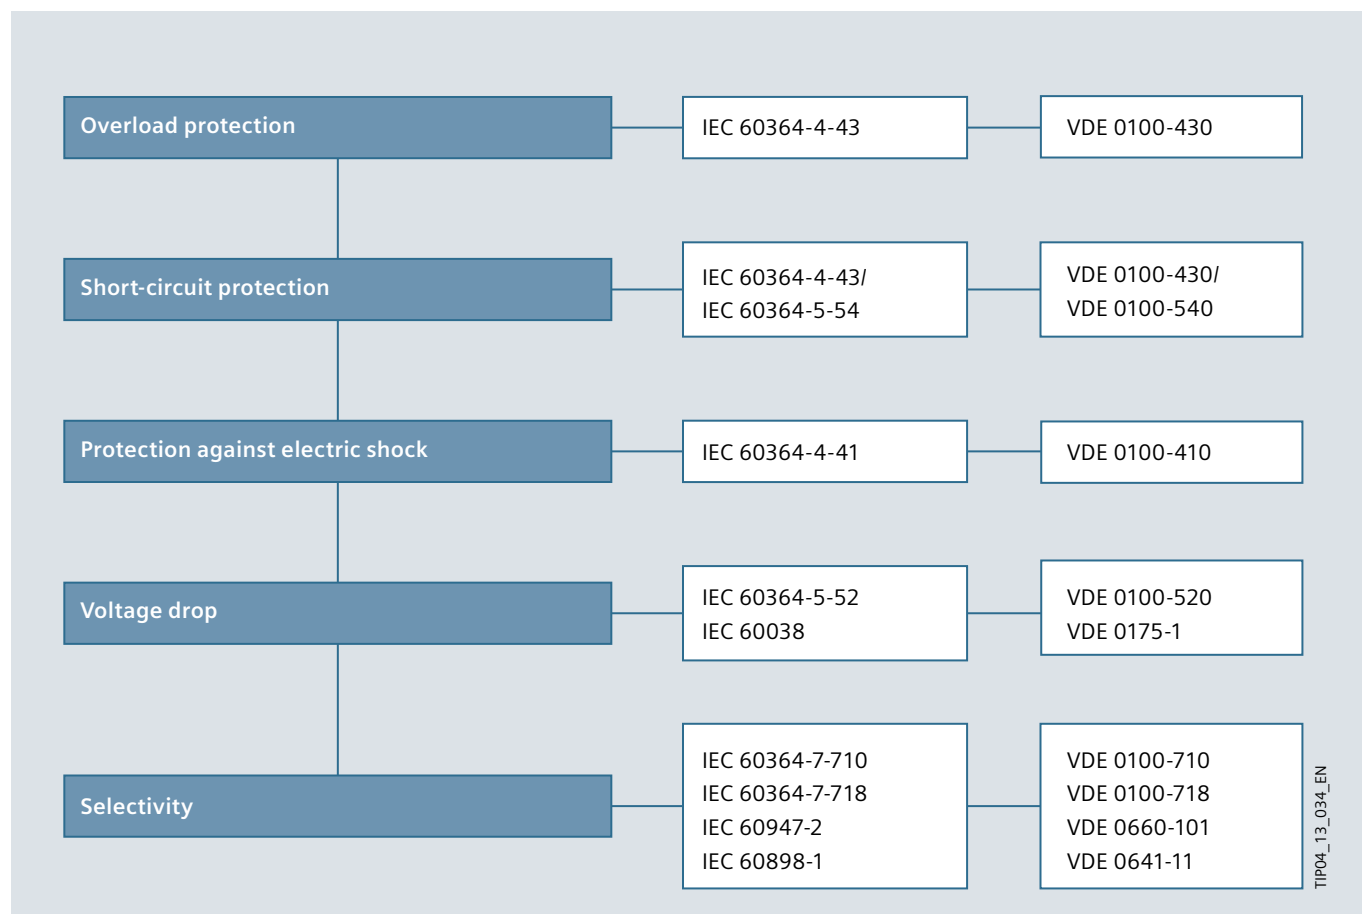 Overload protection
IEC 60364-4-43
VDE 0100-430
Short-circuit protection
IEC 60364-4-43/
IEC 60364-5-54
VDE 0100-430/
VDE 0100-540
Protection against electric shock
IEC 60364-4-41
VDE 0100-410
Voltage drop
IEC 60364-5-52
IEC 60038
VDE 0100-520
VDE 0175-1
Selectivity
IEC 60364-7-710
IEC 60364-7-718
IEC 60947-2
IEC 60898-1
VDE 0100-710
VDE 0100-718
VDE 0660-101
VDE 0641-11
TIP04_13_034_EN